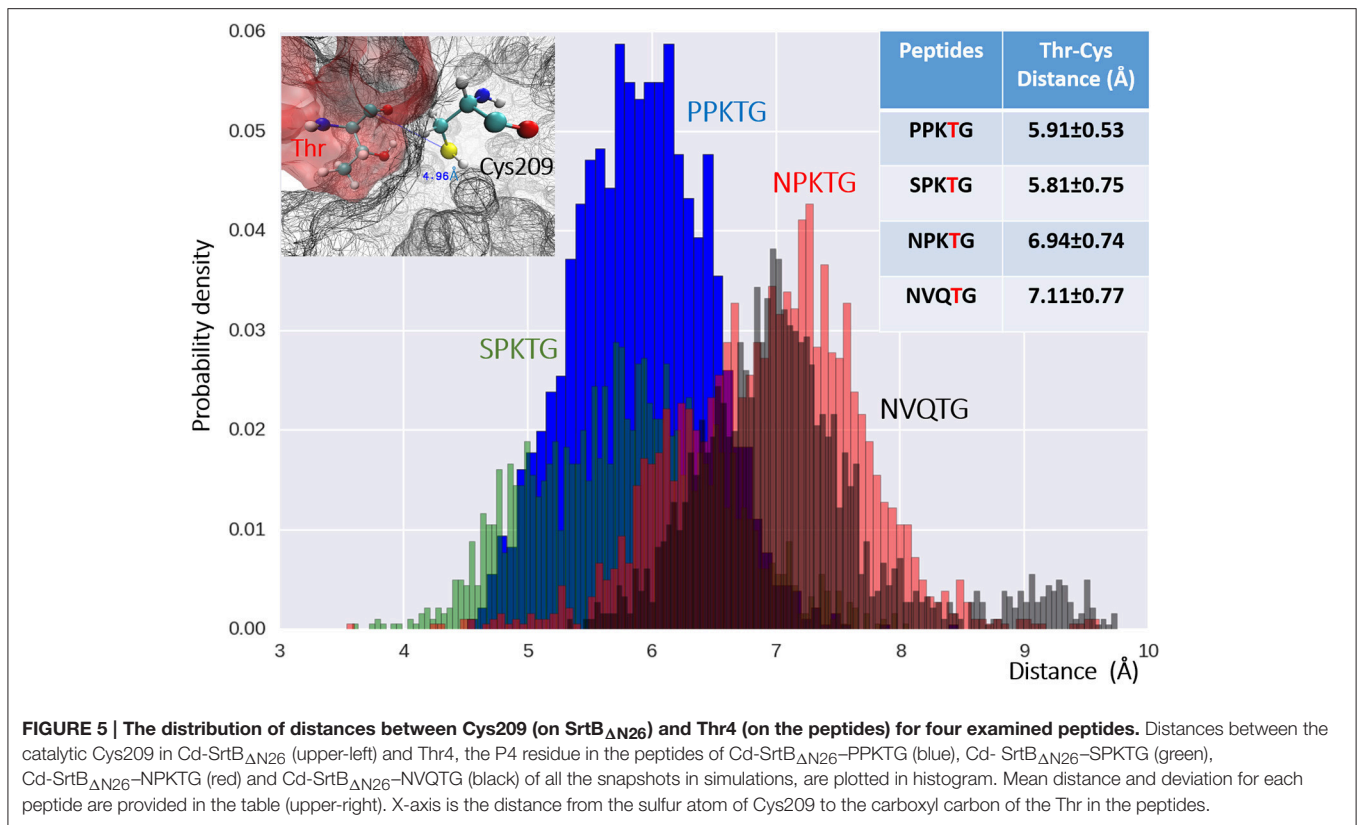 0.06
0.05
0.04
0.03
0.02
0.01
0.00
Probability density
3 4 5 6 7 8 9 10
Distance (Å)
Thr
Cys209
4.96Å
PPKTG
NPKTG
SPKTG
NVQTG
Peptides Thr-Cys
Distance (Å)
PPKTG 5.91±0.53
SPKTG 5.81±0.75
NPKTG 6.94±0.74
NVQTG 7.11±0.77
FIGURE 5 | The distribution of distances between Cys209 (on SrtBΔN26) and Thr4 (on the peptides) for four examined peptides. Distances between the
catalytic Cys209 in Cd-SrtBΔN26 (upper-left) and Thr4, the P4 residue in the peptides of Cd-SrtBΔN26–PPKTG (blue), Cd- SrtBΔN26–SPKTG (green),
Cd-SrtBΔN26–NPKTG (red) and Cd-SrtBΔN26–NVQTG (black) of all the snapshots in simulations, are plotted in histogram. Mean distance and deviation for each
peptide are provided in the table (upper-right). X-axis is the distance from the sulfur atom of Cys209 to the carboxyl carbon of the Thr in the peptides.